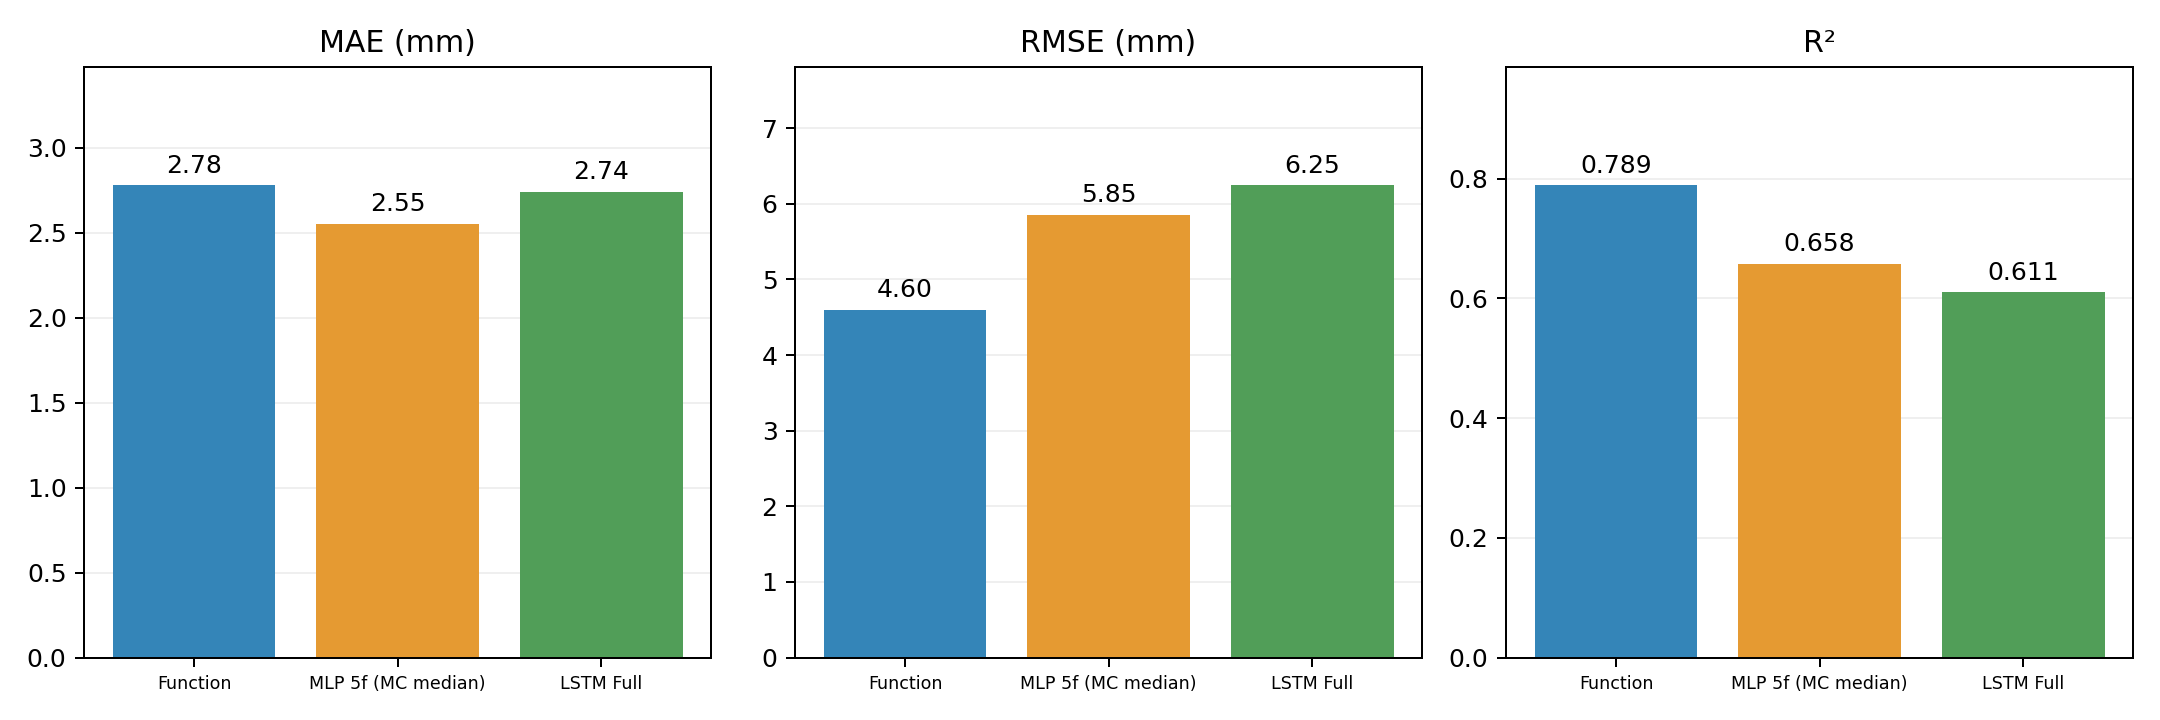 MAE (mm)
3.0
2.5
2.0
1.5
1.0
0.5
0.0
2.78
2.55
2.74
Function
MLP 5f (MC median)
LSTM Full
RMSE (mm)
7
6
5
4
3
2
1
0
4.60
5.85
6.25
Function
MLP 5f (MC median)
LSTM Full
R²
0.8
0.6
0.4
0.2
0.0
0.789
0.658
0.611
Function
MLP 5f (MC median)
LSTM Full